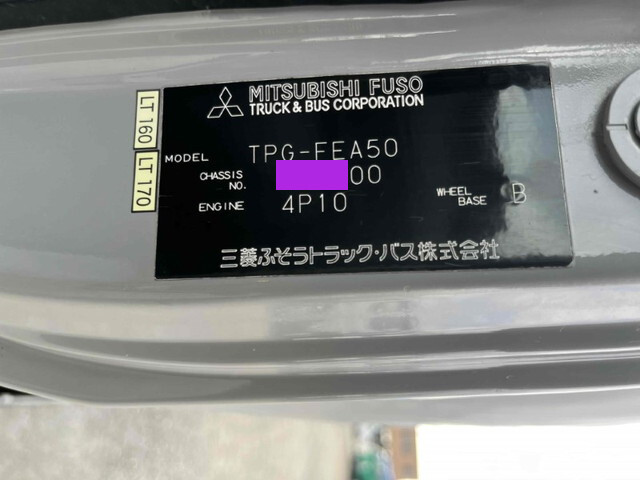 MITSUBISHI FUSO
TRUCK & BUS CORPORATION
LT 160
LT 170
MODEL TPG-FEA50
CHASSIS NO. 00
ENGINE 4P10 WHEEL BASE B
三菱ふそうトラック・バス株式会社